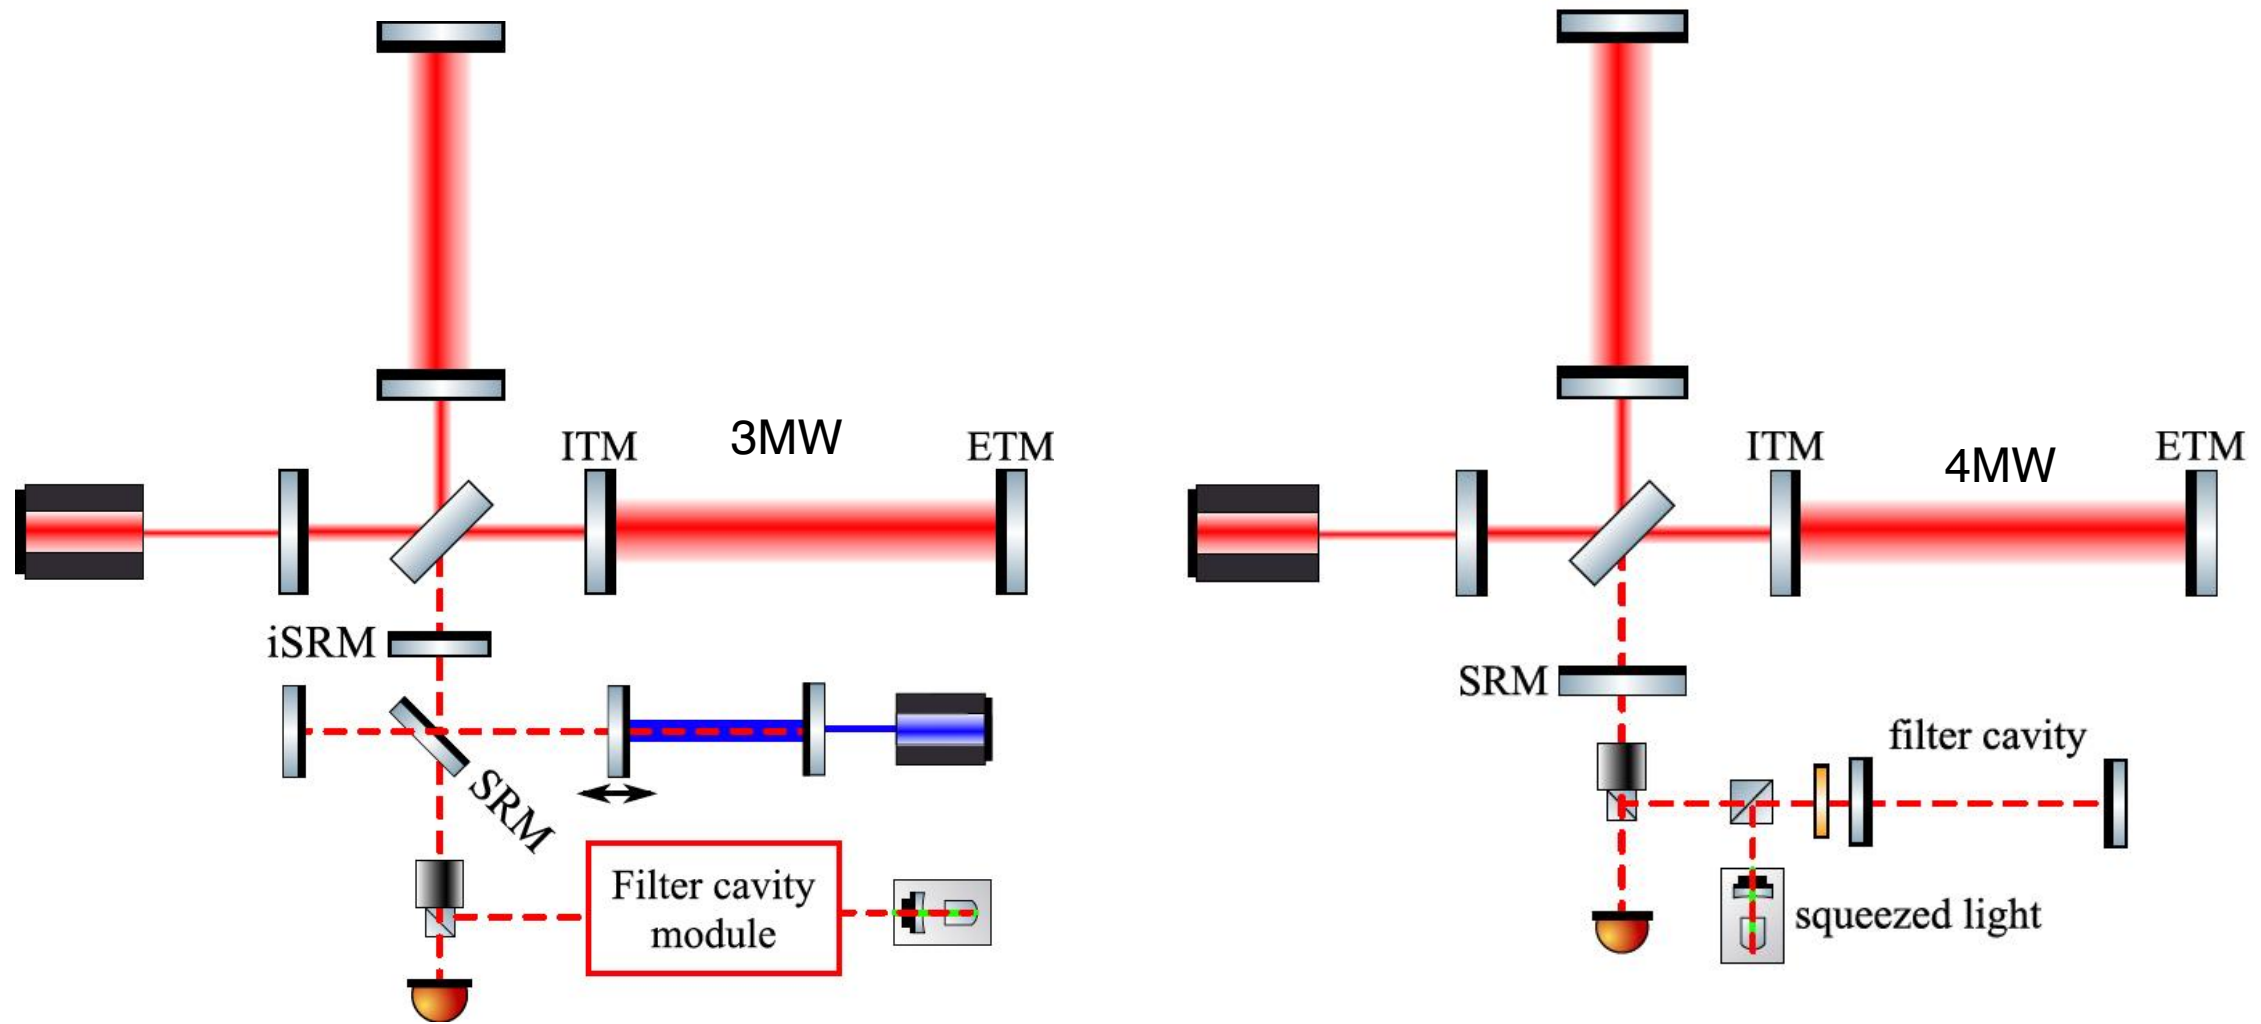 ITM
3MW
ETM
iSRM
SRM
Filter cavity
module
ITM
4MW
ETM
SRM
filter cavity
squeezed light